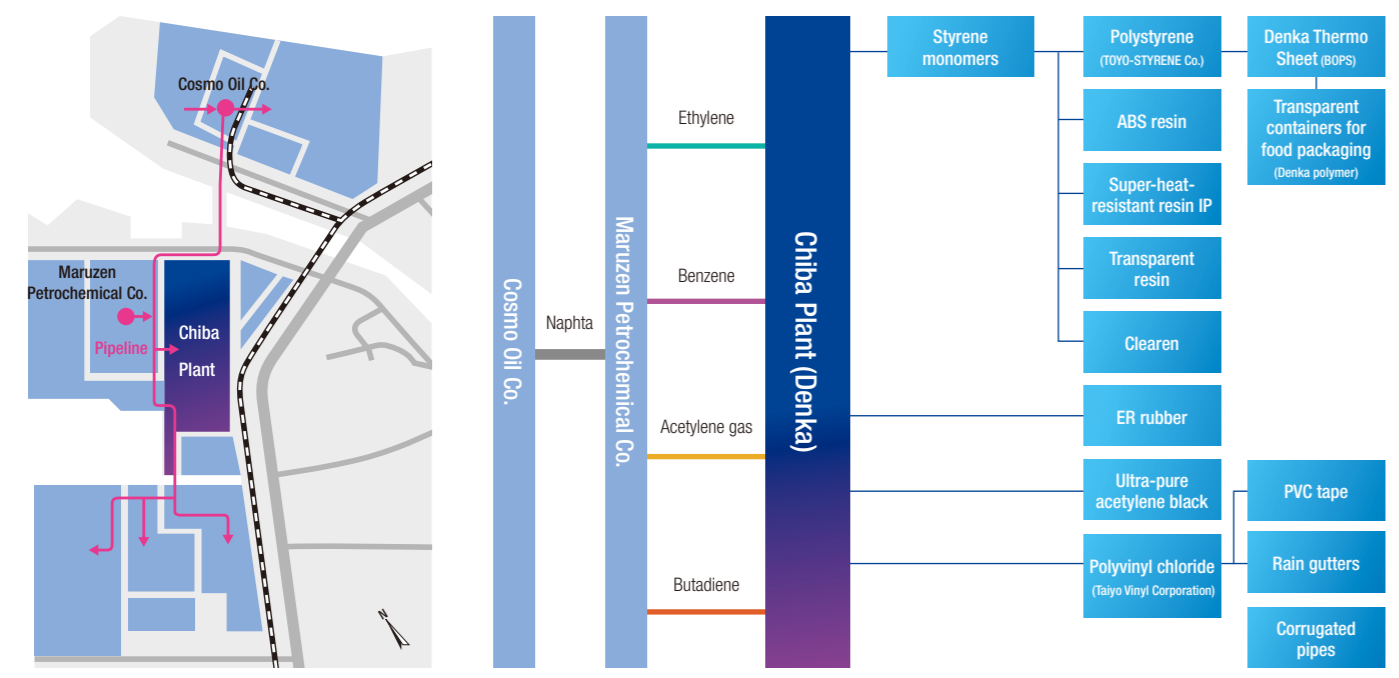 Cosmo Oil Co.
Maruzen
Petrochemical Co.
Pipeline
Chiba
Plant
N
Cosmo Oil Co.
Naphta
Maruzen Petrochemical Co.
Ethylene
Benzene
Acetylene gas
Butadiene
Chiba Plant (Denka)
Styrene
monomers
Polystyrene
(TOYO-STYRENE Co.)
Denka Thermo
Sheet (BOPS)
Transparent
containers for
food packaging
(Denka polymer)
ABS resin
Super-heat-
resistant resin IP
Transparent
resin
Clearen
ER rubber
Ultra-pure
acetylene black
Polyvinyl chloride
(Taiyo Vinyl Corporation)
PVC tape
Rain gutters
Corrugated
pipes